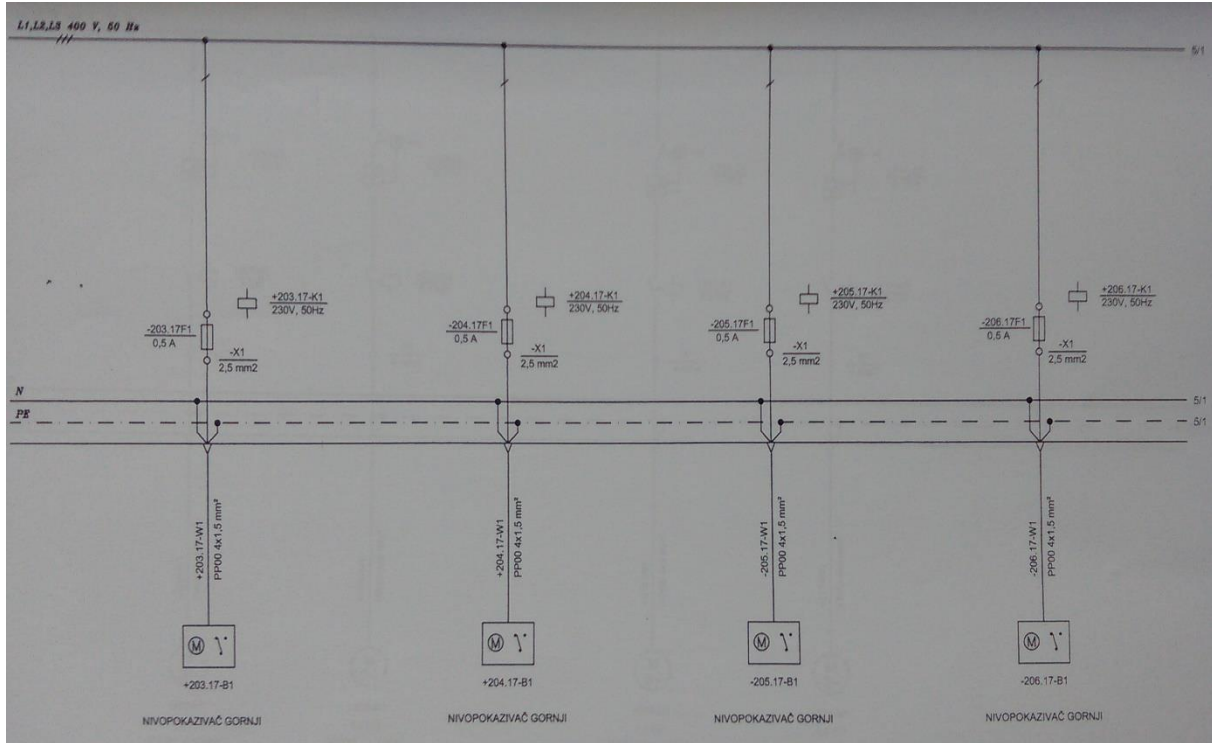 L1,L2,L3 400 V, 50 Hz
5/1
+203.17-K1
230V, 50Hz
-203.17F1
0,5 A
-X1
2,5 mm2
+204.17-K1
230V, 50Hz
-204.17F1
0,5 A
-X1
2,5 mm2
+205.17-K1
230V, 50Hz
-205.17F1
0,5 A
-X1
2,5 mm2
+206.17-K1
230V, 50Hz
-206.17F1
0,5 A
-X1
2,5 mm2
N
5/1
PE
5/1
+203.17-W1
PP00 4x1,5 mm²
+204.17-W1
PP00 4x1,5 mm²
-205.17-W1
PP00 4x1,5 mm²
-206.17-W1
PP00 4x1,5 mm²
M
M
M
M
+203.17-B1
+204.17-B1
-205.17-B1
-206.17-B1
NIVOPOKAZIVAČ GORNJI
NIVOPOKAZIVAČ GORNJI
NIVOPOKAZIVAČ GORNJI
NIVOPOKAZIVAČ GORNJI